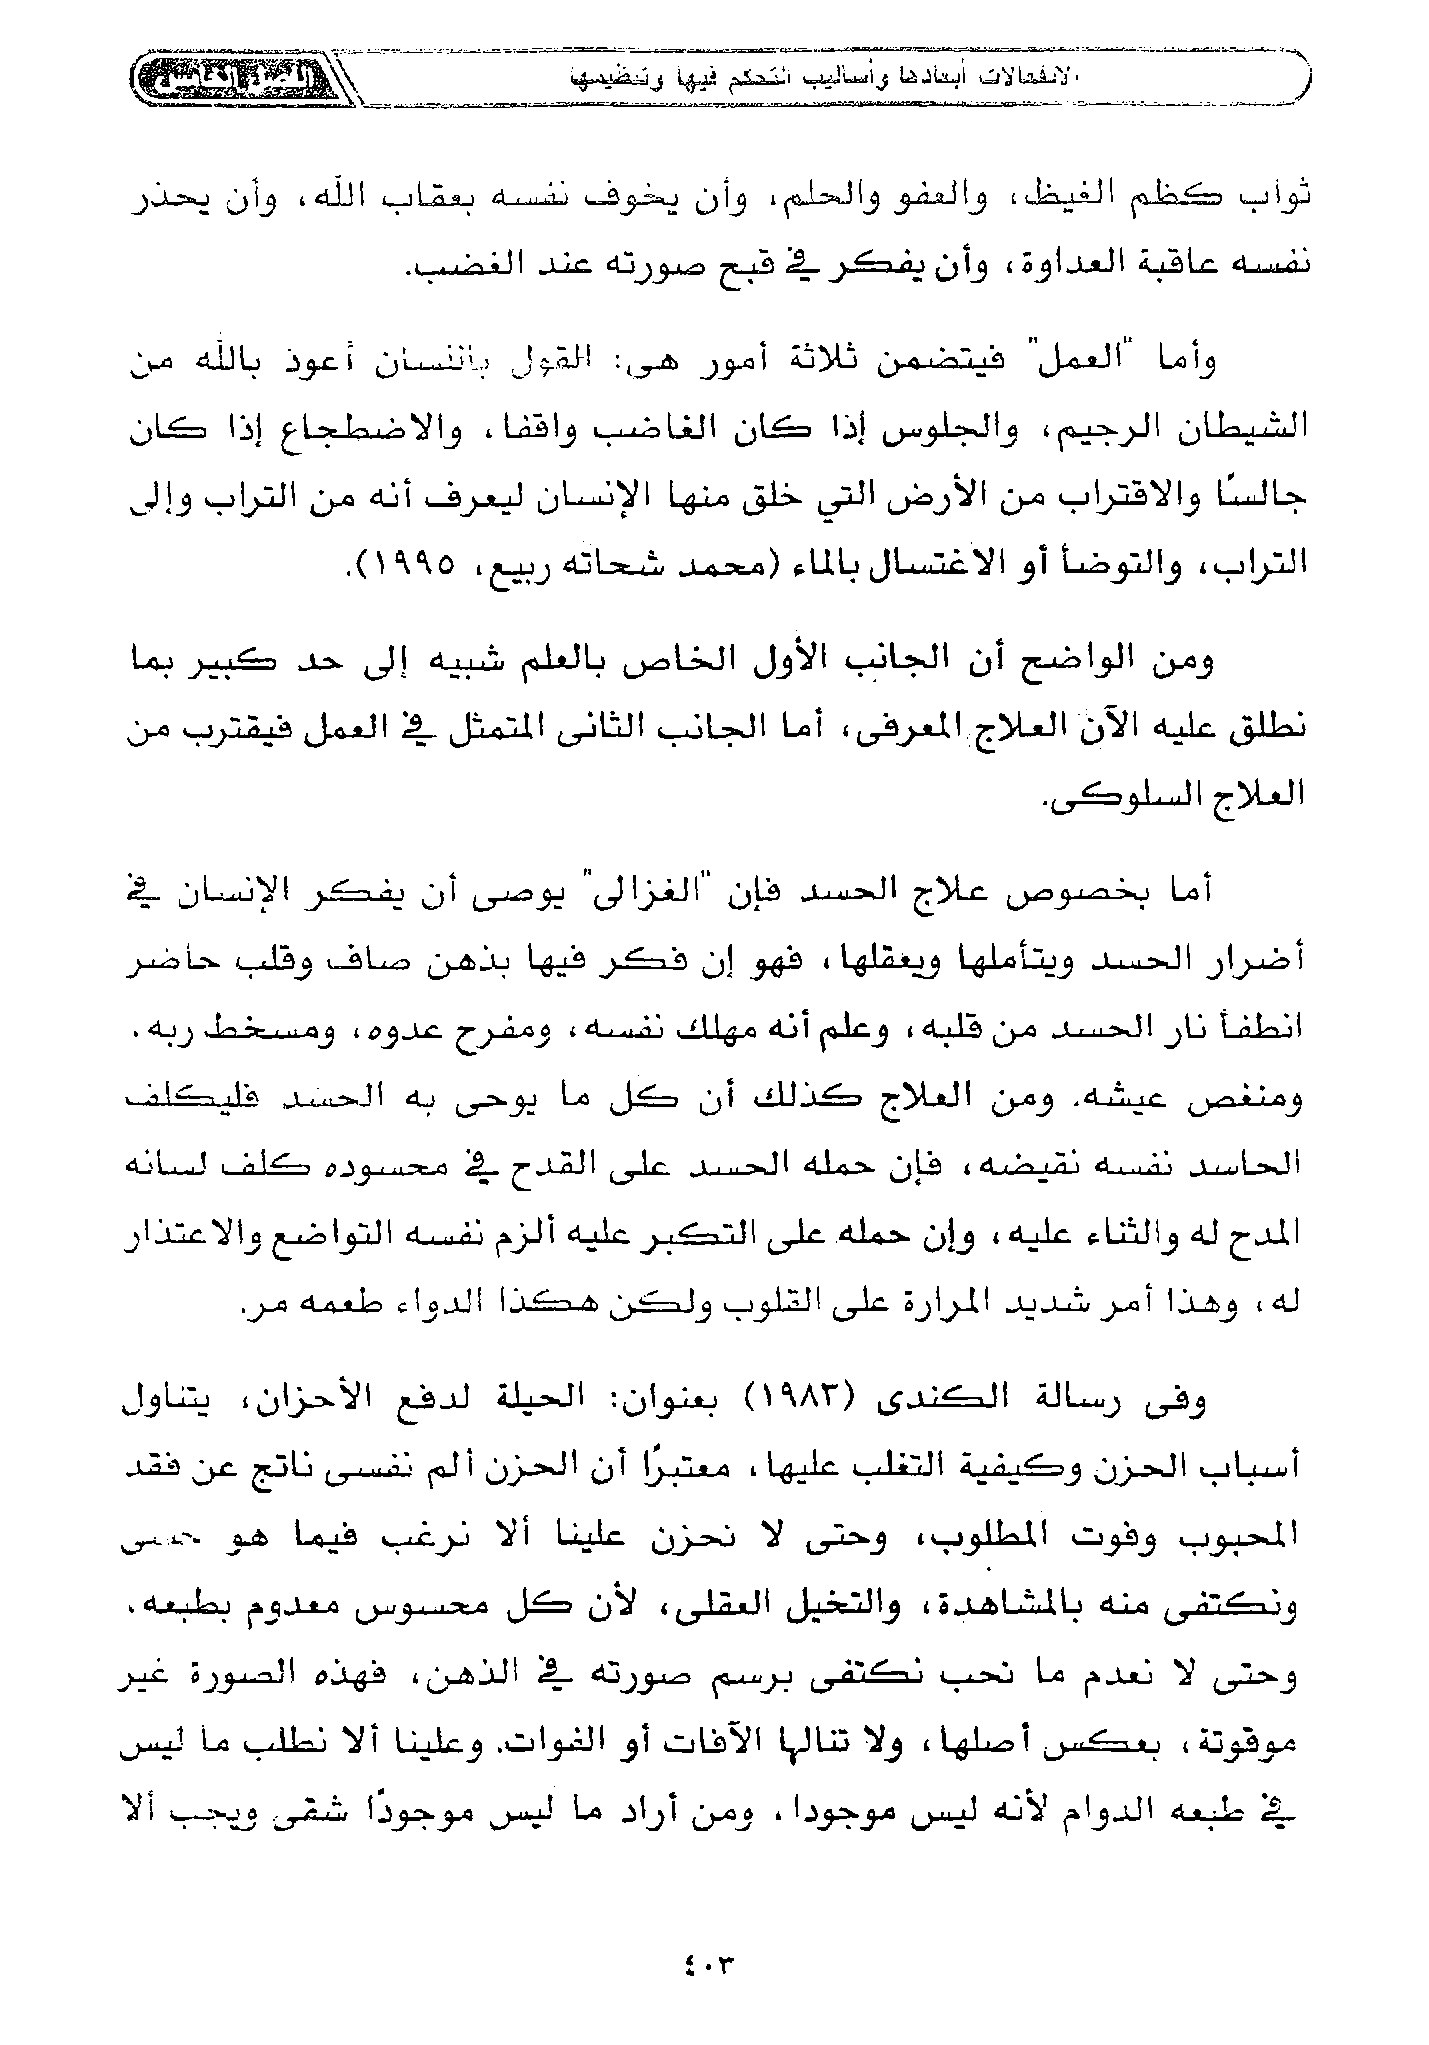 الانفعالات أبعادها وأساليب التحكم فيها وتنظيمها
الفصل الخامس
ثواب كظم الغيظ، والعفو والحلم، وأن يخوف نفسه بعقاب الله، وأن يحذر
نفسه عاقبة العداوة، وأن يفكر في قبح صورته عند الغضب.
وأما "العمل" فيتضمن ثلاثة أمور هى: القول باللسان أعوذ بالله من
الشيطان الرجيم، والجلوس إذا كان الغاضب واقفا، والاضطجاع إذا كان
جالسًا والاقتراب من الأرض التي خلق منها الإنسان ليعرف أنه من التراب وإلى
التراب، والتوضأ أو الاغتسال بالماء (محمد شحاته ربيع، ١٩٩٥).
ومن الواضح أن الجانب الأول الخاص بالعلم شبيه إلى حد كبير بما
نطلق عليه الآن العلاج المعرفى، أما الجانب الثانى المتمثل في العمل فيقترب من
العلاج السلوكى.
أما بخصوص علاج الحسد فإن "الغزالى" يوصى أن يفكر الإنسان في
أضرار الحسد ويتأملها ويعقلها، فهو إن فكر فيها بذهن صاف وقلب حاضر
انطفأ نار الحسد من قلبه، وعلم أنه مهلك نفسه، ومفرح عدوه، ومسخط ربه.
ومنغص عيشه. ومن العلاج كذلك أن كل ما يوحى به الحسد فليكلف
الحاسد نفسه نقيضه، فإن حمله الحسد على القدح في محسوده كلف لسانه
المدح له والثناء عليه، وإن حمله على التكبر عليه ألزم نفسه التواضع والاعتذار
له، وهذا أمر شديد المرارة على القلوب ولكن هكذا الدواء طعمه مر.
وفى رسالة الكندى (١٩٨٣) بعنوان: الحيلة لدفع الأحزان، يتناول
أسباب الحزن وكيفية التغلب عليها، معتبرًا أن الحزن ألم نفسى ناتج عن فقد
المحبوب وفوت المطلوب، وحتى لا نحزن علينا ألا نرغب فيما هو
ونكتفى منه بالمشاهدة، والتخيل العقلى، لأن كل محسوس معدوم بطبعه.
وحتى لا نعدم ما نحب نكتفى برسم صورته في الذهن، فهذه الصورة غير
موقوتة، بعكس أصلها، ولا تنالها الآفات أو الفوات. وعلينا ألا نطلب ما ليس
في طبعه الدوام لأنه ليس موجودا، ومن أراد ما ليس موجودًا شقى ويجب ألا
٤٠٣